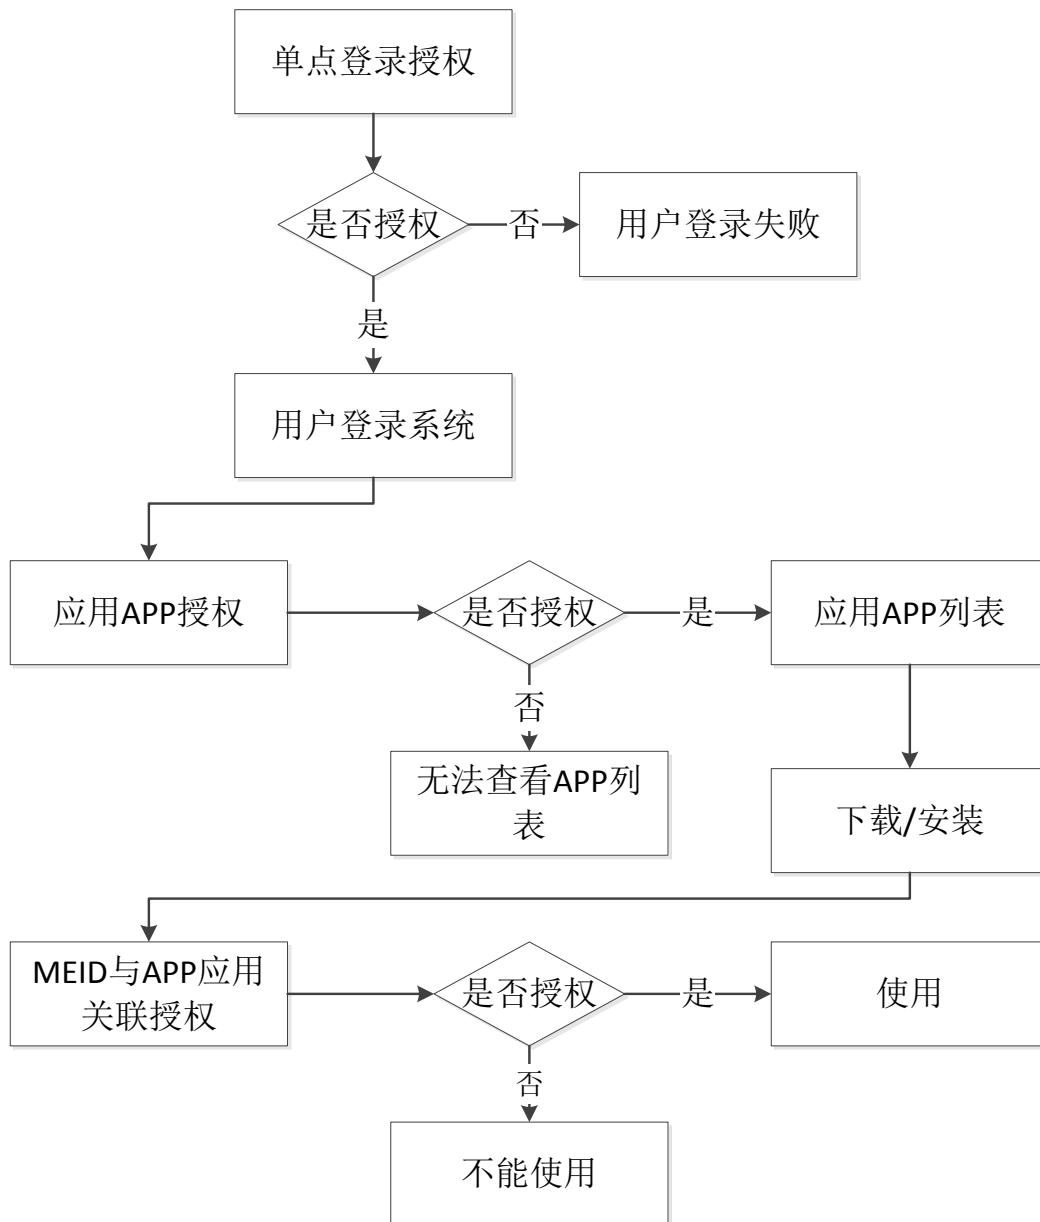 单点登录授权
是否授权
否
用户登录失败
是
用户登录系统
应用APP授权
是否授权
是
应用APP列表
否
无法查看APP列
表
下载/安装
MEID与APP应用
关联授权
是否授权
是
使用
否
不能使用